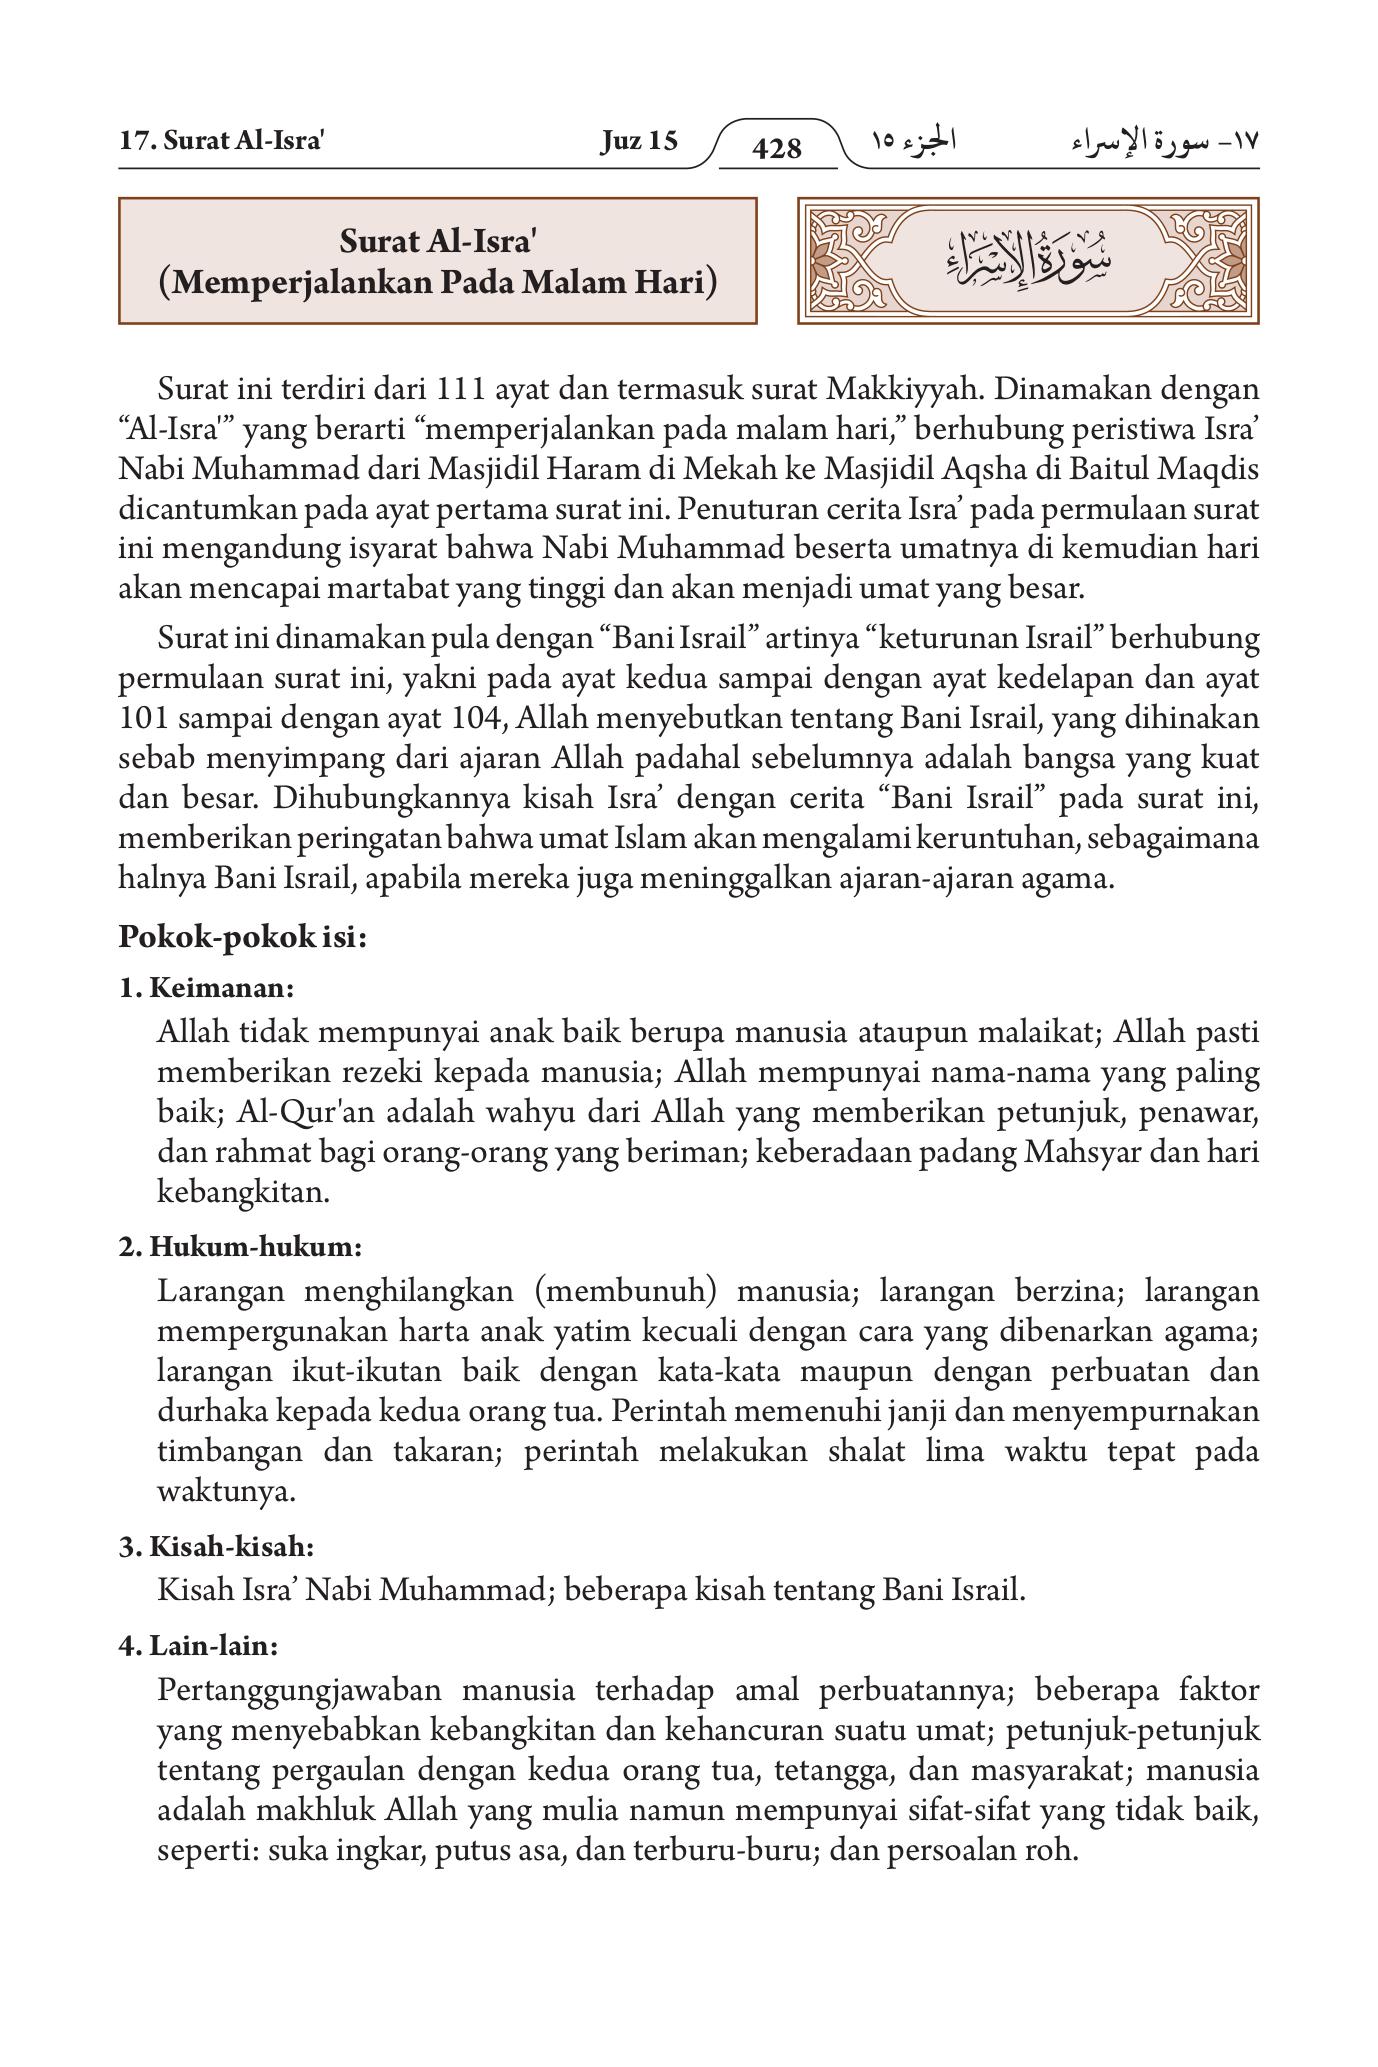 17. Surat Al-Isra' Juz 15 428 الجزء ١٥ ١٧- سورة الإسراء
Surat Al-Isra'
(Memperjalankan Pada Malam Hari)
سُورَةُ الإِسْرَاءِ
Surat ini terdiri dari 111 ayat dan termasuk surat Makkiyyah. Dinamakan dengan
“Al-Isra'” yang berarti “memperjalankan pada malam hari,” berhubung peristiwa Isra’
Nabi Muhammad dari Masjidil Haram di Mekah ke Masjidil Aqsha di Baitul Maqdis
dicantumkan pada ayat pertama surat ini. Penuturan cerita Isra’ pada permulaan surat
ini mengandung isyarat bahwa Nabi Muhammad beserta umatnya di kemudian hari
akan mencapai martabat yang tinggi dan akan menjadi umat yang besar.
Surat ini dinamakan pula dengan “Bani Israil” artinya “keturunan Israil” berhubung
permulaan surat ini, yakni pada ayat kedua sampai dengan ayat kedelapan dan ayat
101 sampai dengan ayat 104, Allah menyebutkan tentang Bani Israil, yang dihinakan
sebab menyimpang dari ajaran Allah padahal sebelumnya adalah bangsa yang kuat
dan besar. Dihubungkannya kisah Isra’ dengan cerita “Bani Israil” pada surat ini,
memberikan peringatan bahwa umat Islam akan mengalami keruntuhan, sebagaimana
halnya Bani Israil, apabila mereka juga meninggalkan ajaran-ajaran agama.
Pokok-pokok isi:
1. Keimanan:
Allah tidak mempunyai anak baik berupa manusia ataupun malaikat; Allah pasti
memberikan rezeki kepada manusia; Allah mempunyai nama-nama yang paling
baik; Al-Qur'an adalah wahyu dari Allah yang memberikan petunjuk, penawar,
dan rahmat bagi orang-orang yang beriman; keberadaan padang Mahsyar dan hari
kebangkitan.
2. Hukum-hukum:
Larangan menghilangkan (membunuh) manusia; larangan berzina; larangan
mempergunakan harta anak yatim kecuali dengan cara yang dibenarkan agama;
larangan ikut-ikutan baik dengan kata-kata maupun dengan perbuatan dan
durhaka kepada kedua orang tua. Perintah memenuhi janji dan menyempurnakan
timbangan dan takaran; perintah melakukan shalat lima waktu tepat pada
waktunya.
3. Kisah-kisah:
Kisah Isra’ Nabi Muhammad; beberapa kisah tentang Bani Israil.
4. Lain-lain:
Pertanggungjawaban manusia terhadap amal perbuatannya; beberapa faktor
yang menyebabkan kebangkitan dan kehancuran suatu umat; petunjuk-petunjuk
tentang pergaulan dengan kedua orang tua, tetangga, dan masyarakat; manusia
adalah makhluk Allah yang mulia namun mempunyai sifat-sifat yang tidak baik,
seperti: suka ingkar, putus asa, dan terburu-buru; dan persoalan roh.